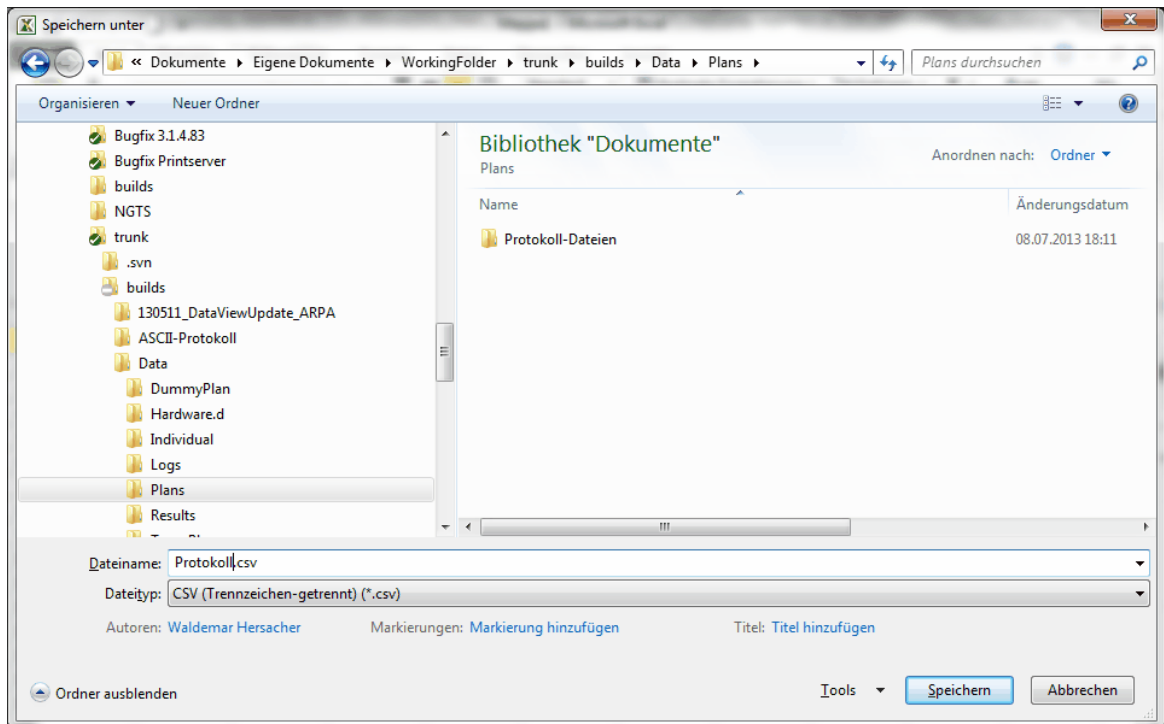 Speichern unter
« Dokumente ▸ Eigene Dokumente ▸ WorkingFolder ▸ trunk ▸ builds ▸ Data ▸ Plans ▸ Plans durchsuchen
Organisieren ▾ Neuer Ordner
Bugfix 3.1.4.83
Bugfix Printserver
builds
NGTS
trunk
.svn
builds
130511_DataViewUpdate_ARPA
ASCII-Protokoll
Data
DummyPlan
Hardware.d
Individual
Logs
Plans
Results
Bibliothek "Dokumente"
Plans
Anordnen nach: Ordner ▾
Name Änderungsdatum
Protokoll-Dateien 08.07.2013 18:11
Dateiname: Protokoll.csv
Dateityp: CSV (Trennzeichen-getrennt) (*.csv)
Autoren: Waldemar Hersacher Markierungen: Markierung hinzufügen Titel: Titel hinzufügen
Ordner ausblenden Tools ▾ Speichern Abbrechen